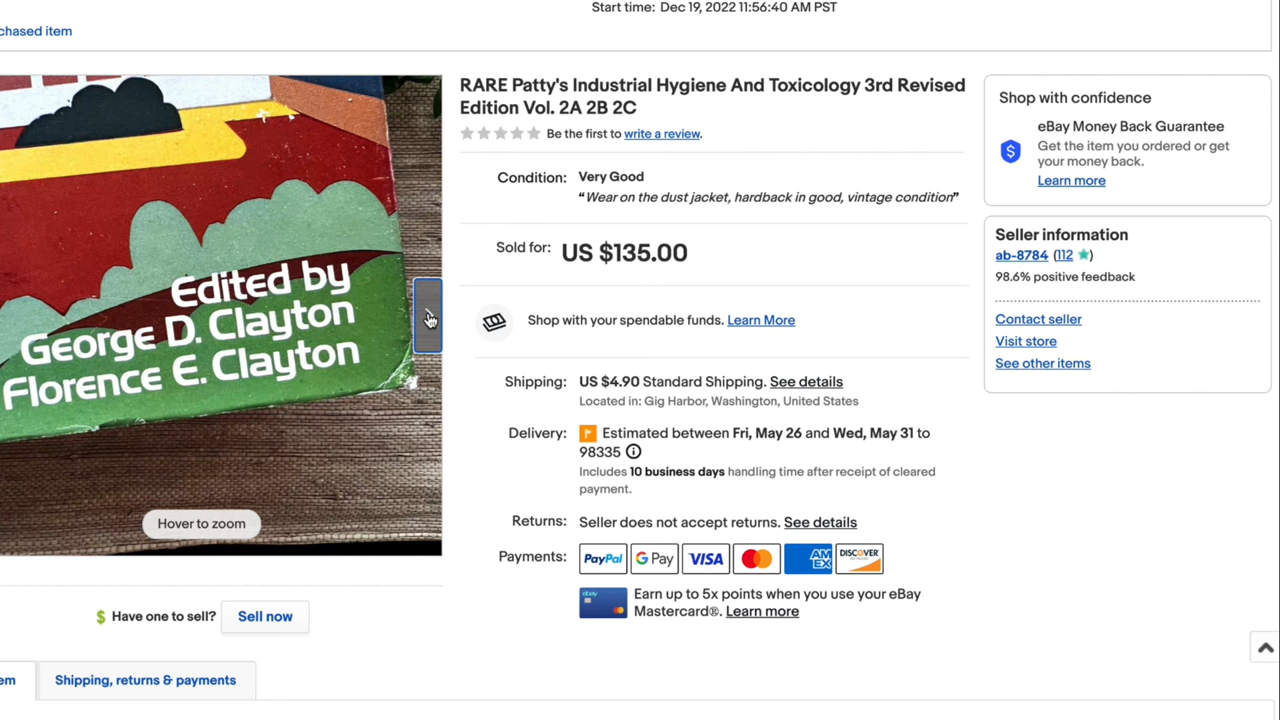 Start time: Dec 19, 2022 11:56:40 AM PST
chased item
RARE Patty's Industrial Hygiene And Toxicology 3rd Revised
Edition Vol. 2A 2B 2C
Be the first to write a review.
Condition: Very Good
“Wear on the dust jacket, hardback in good, vintage condition”
Sold for: US $135.00
Shop with your spendable funds. Learn More
Shipping: US $4.90 Standard Shipping. See details
Located in: Gig Harbor, Washington, United States
Delivery: Estimated between Fri, May 26 and Wed, May 31 to
98335
Includes 10 business days handling time after receipt of cleared
payment.
Returns: Seller does not accept returns. See details
Payments: PayPal G Pay VISA AM EX DISCOVER
ebay
Earn up to 5x points when you use your eBay
Mastercard®. Learn more
Shop with confidence
eBay Money Back Guarantee
Get the item you ordered or get
your money back.
Learn more
Seller information
ab-8784 (112)
98.6% positive feedback
Contact seller
Visit store
See other items
Edited by
George D. Clayton
Florence E. Clayton
Hover to zoom
$ Have one to sell? Sell now
em
Shipping, returns & payments